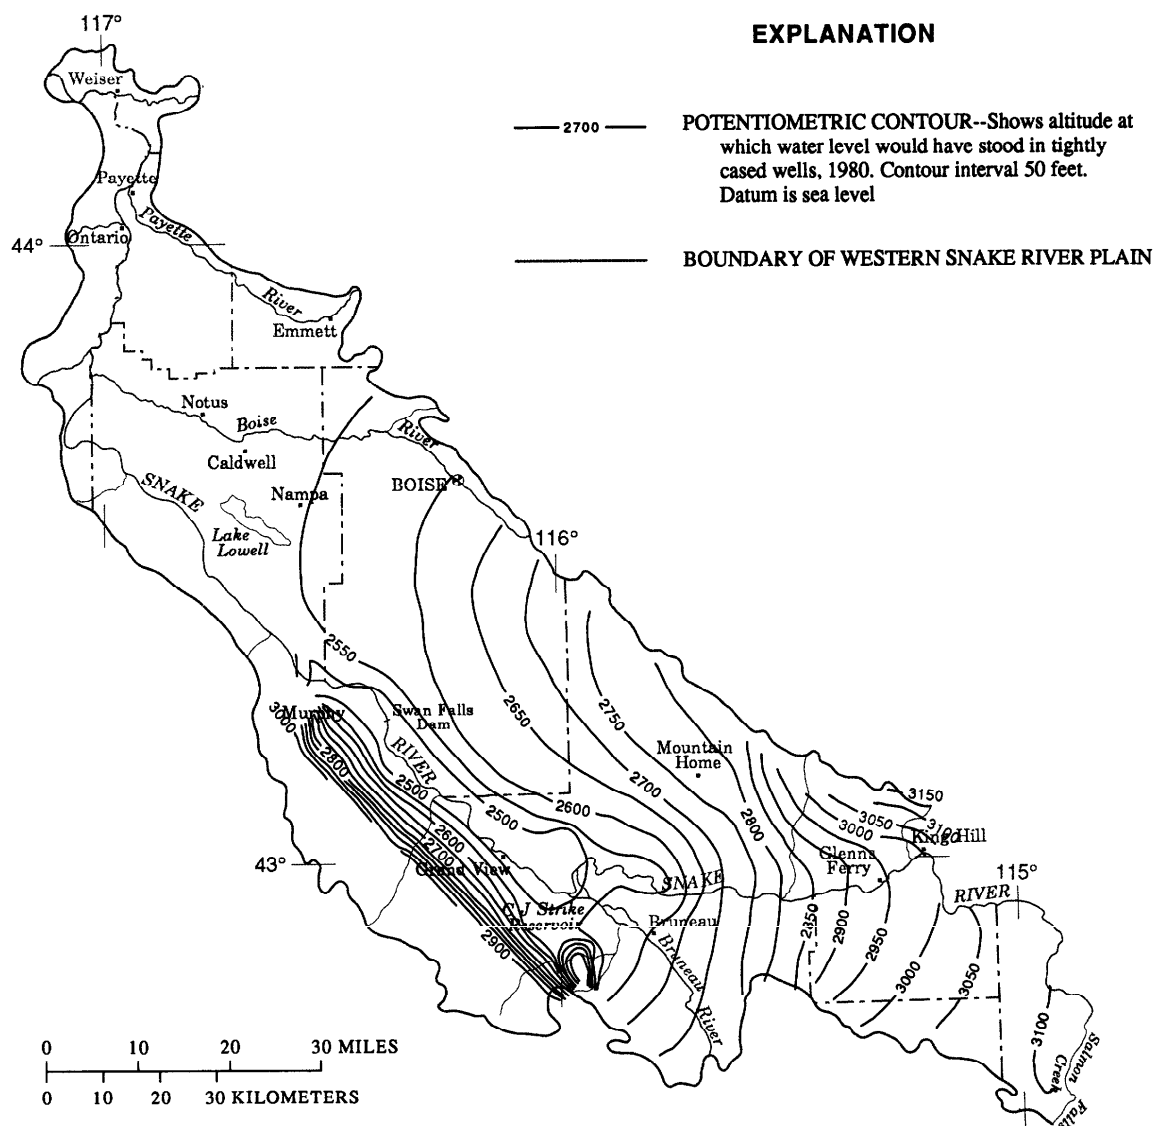 117°
EXPLANATION
Weiser
2700
POTENTIOMETRIC CONTOUR--Shows altitude at
which water level would have stood in tightly
cased wells, 1980. Contour interval 50 feet.
Datum is sea level
Payette
Payette
Ontario
44°
BOUNDARY OF WESTERN SNAKE RIVER PLAIN
River
Emmett
Notus
Boise
River
Caldwell
SNAKE
Nampa
BOISE
Lake
Lowell
116°
2550
3000
Murphy
Swan Falls
Dam
2650
2750
RIVER
Mountain
Home
2800
2500
2700
3150
2500
2600
2800
3050
3100
3000
King Hill
2600
2700
Glenns
Ferry
43°
Grand View
SNAKE
115°
RIVER
C J Strike
Reservoir
Bruneau
2850
2900
2950
2900
Bruneau
3000
3050
River
3100
Salmon
Falls
Creek
0 10 20 30 MILES
0 10 20 30 KILOMETERS